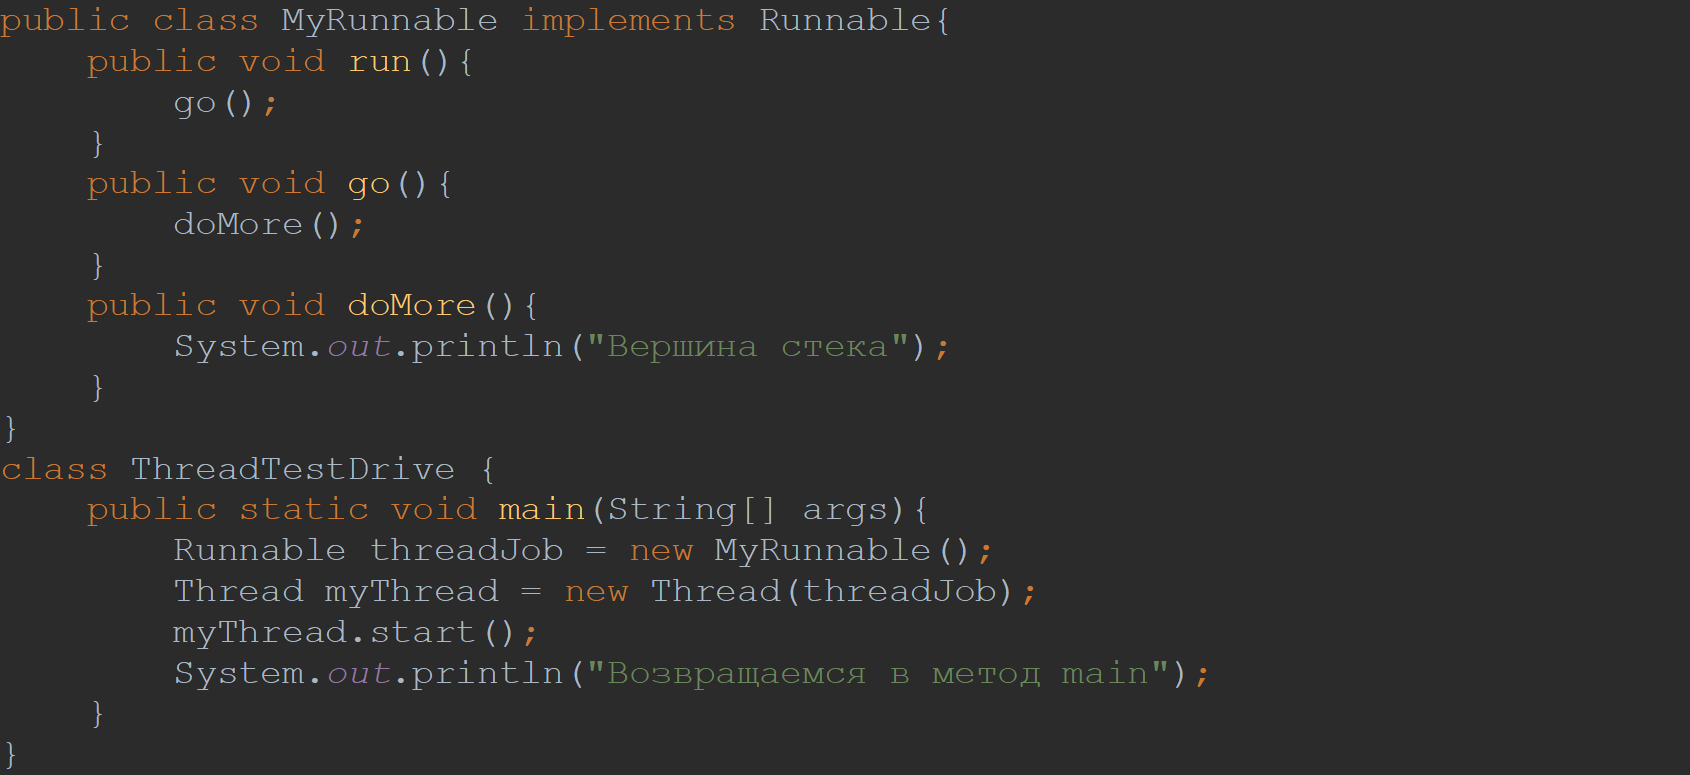 public class MyRunnable implements Runnable{
    public void run(){
        go();
    }
    public void go(){
        doMore();
    }
    public void doMore(){
        System.out.println("Вершина стека");
    }
}
class ThreadTestDrive {
    public static void main(String[] args){
        Runnable threadJob = new MyRunnable();
        Thread myThread = new Thread(threadJob);
        myThread.start();
        System.out.println("Возвращаемся в метод main");
    }
}